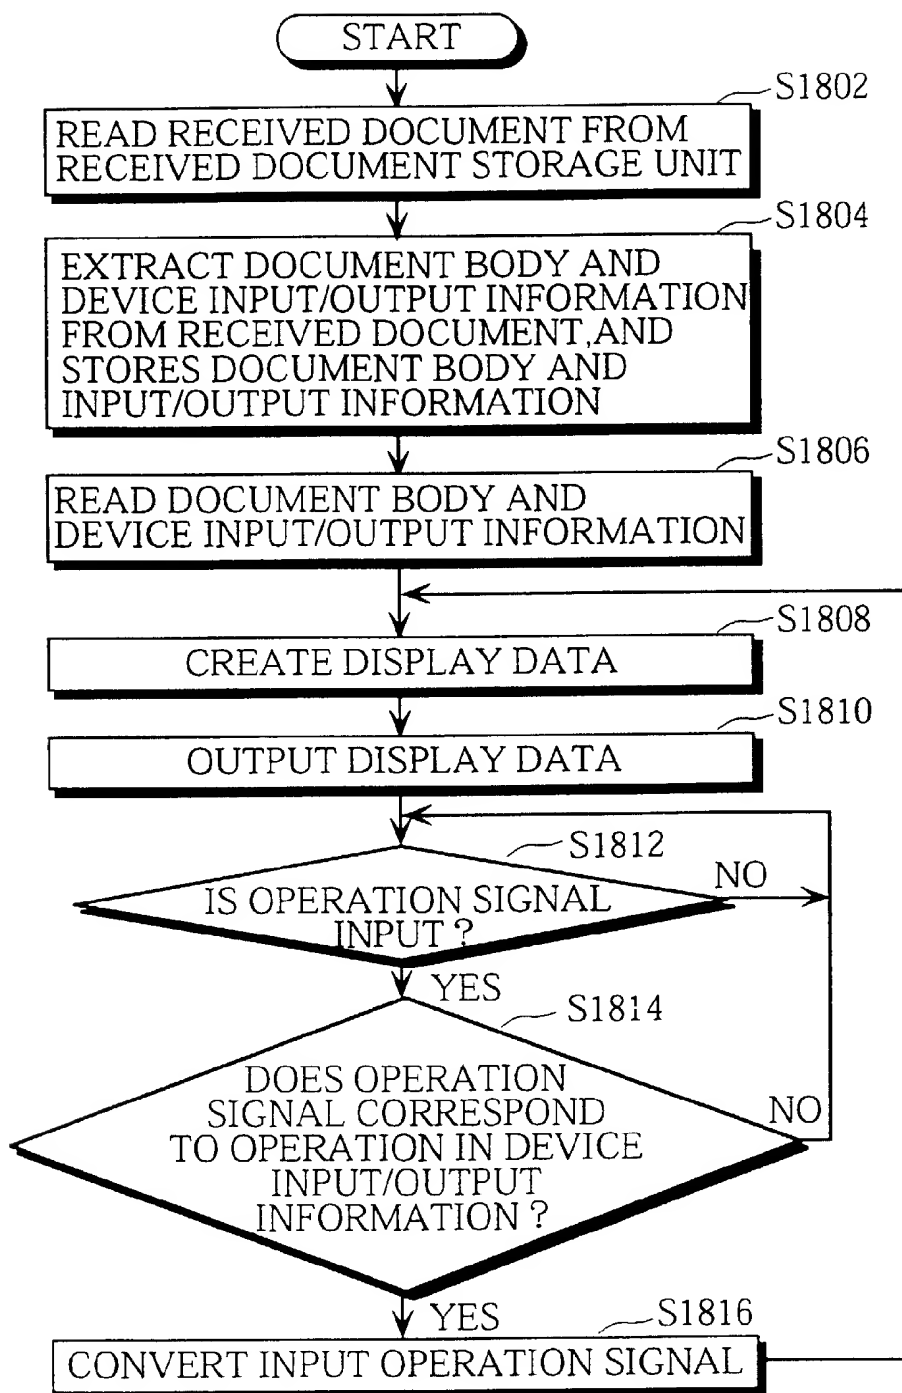 START
S1802
READ RECEIVED DOCUMENT FROM
RECEIVED DOCUMENT STORAGE UNIT
S1804
EXTRACT DOCUMENT BODY AND
DEVICE INPUT/OUTPUT INFORMATION
FROM RECEIVED DOCUMENT,AND
STORES DOCUMENT BODY AND
INPUT/OUTPUT INFORMATION
S1806
READ DOCUMENT BODY AND
DEVICE INPUT/OUTPUT INFORMATION
S1808
CREATE DISPLAY DATA
S1810
OUTPUT DISPLAY DATA
S1812
IS OPERATION SIGNAL
INPUT ?
NO
YES
S1814
DOES OPERATION
SIGNAL CORRESPOND
TO OPERATION IN DEVICE
INPUT/OUTPUT
INFORMATION ?
NO
YES
S1816
CONVERT INPUT OPERATION SIGNAL